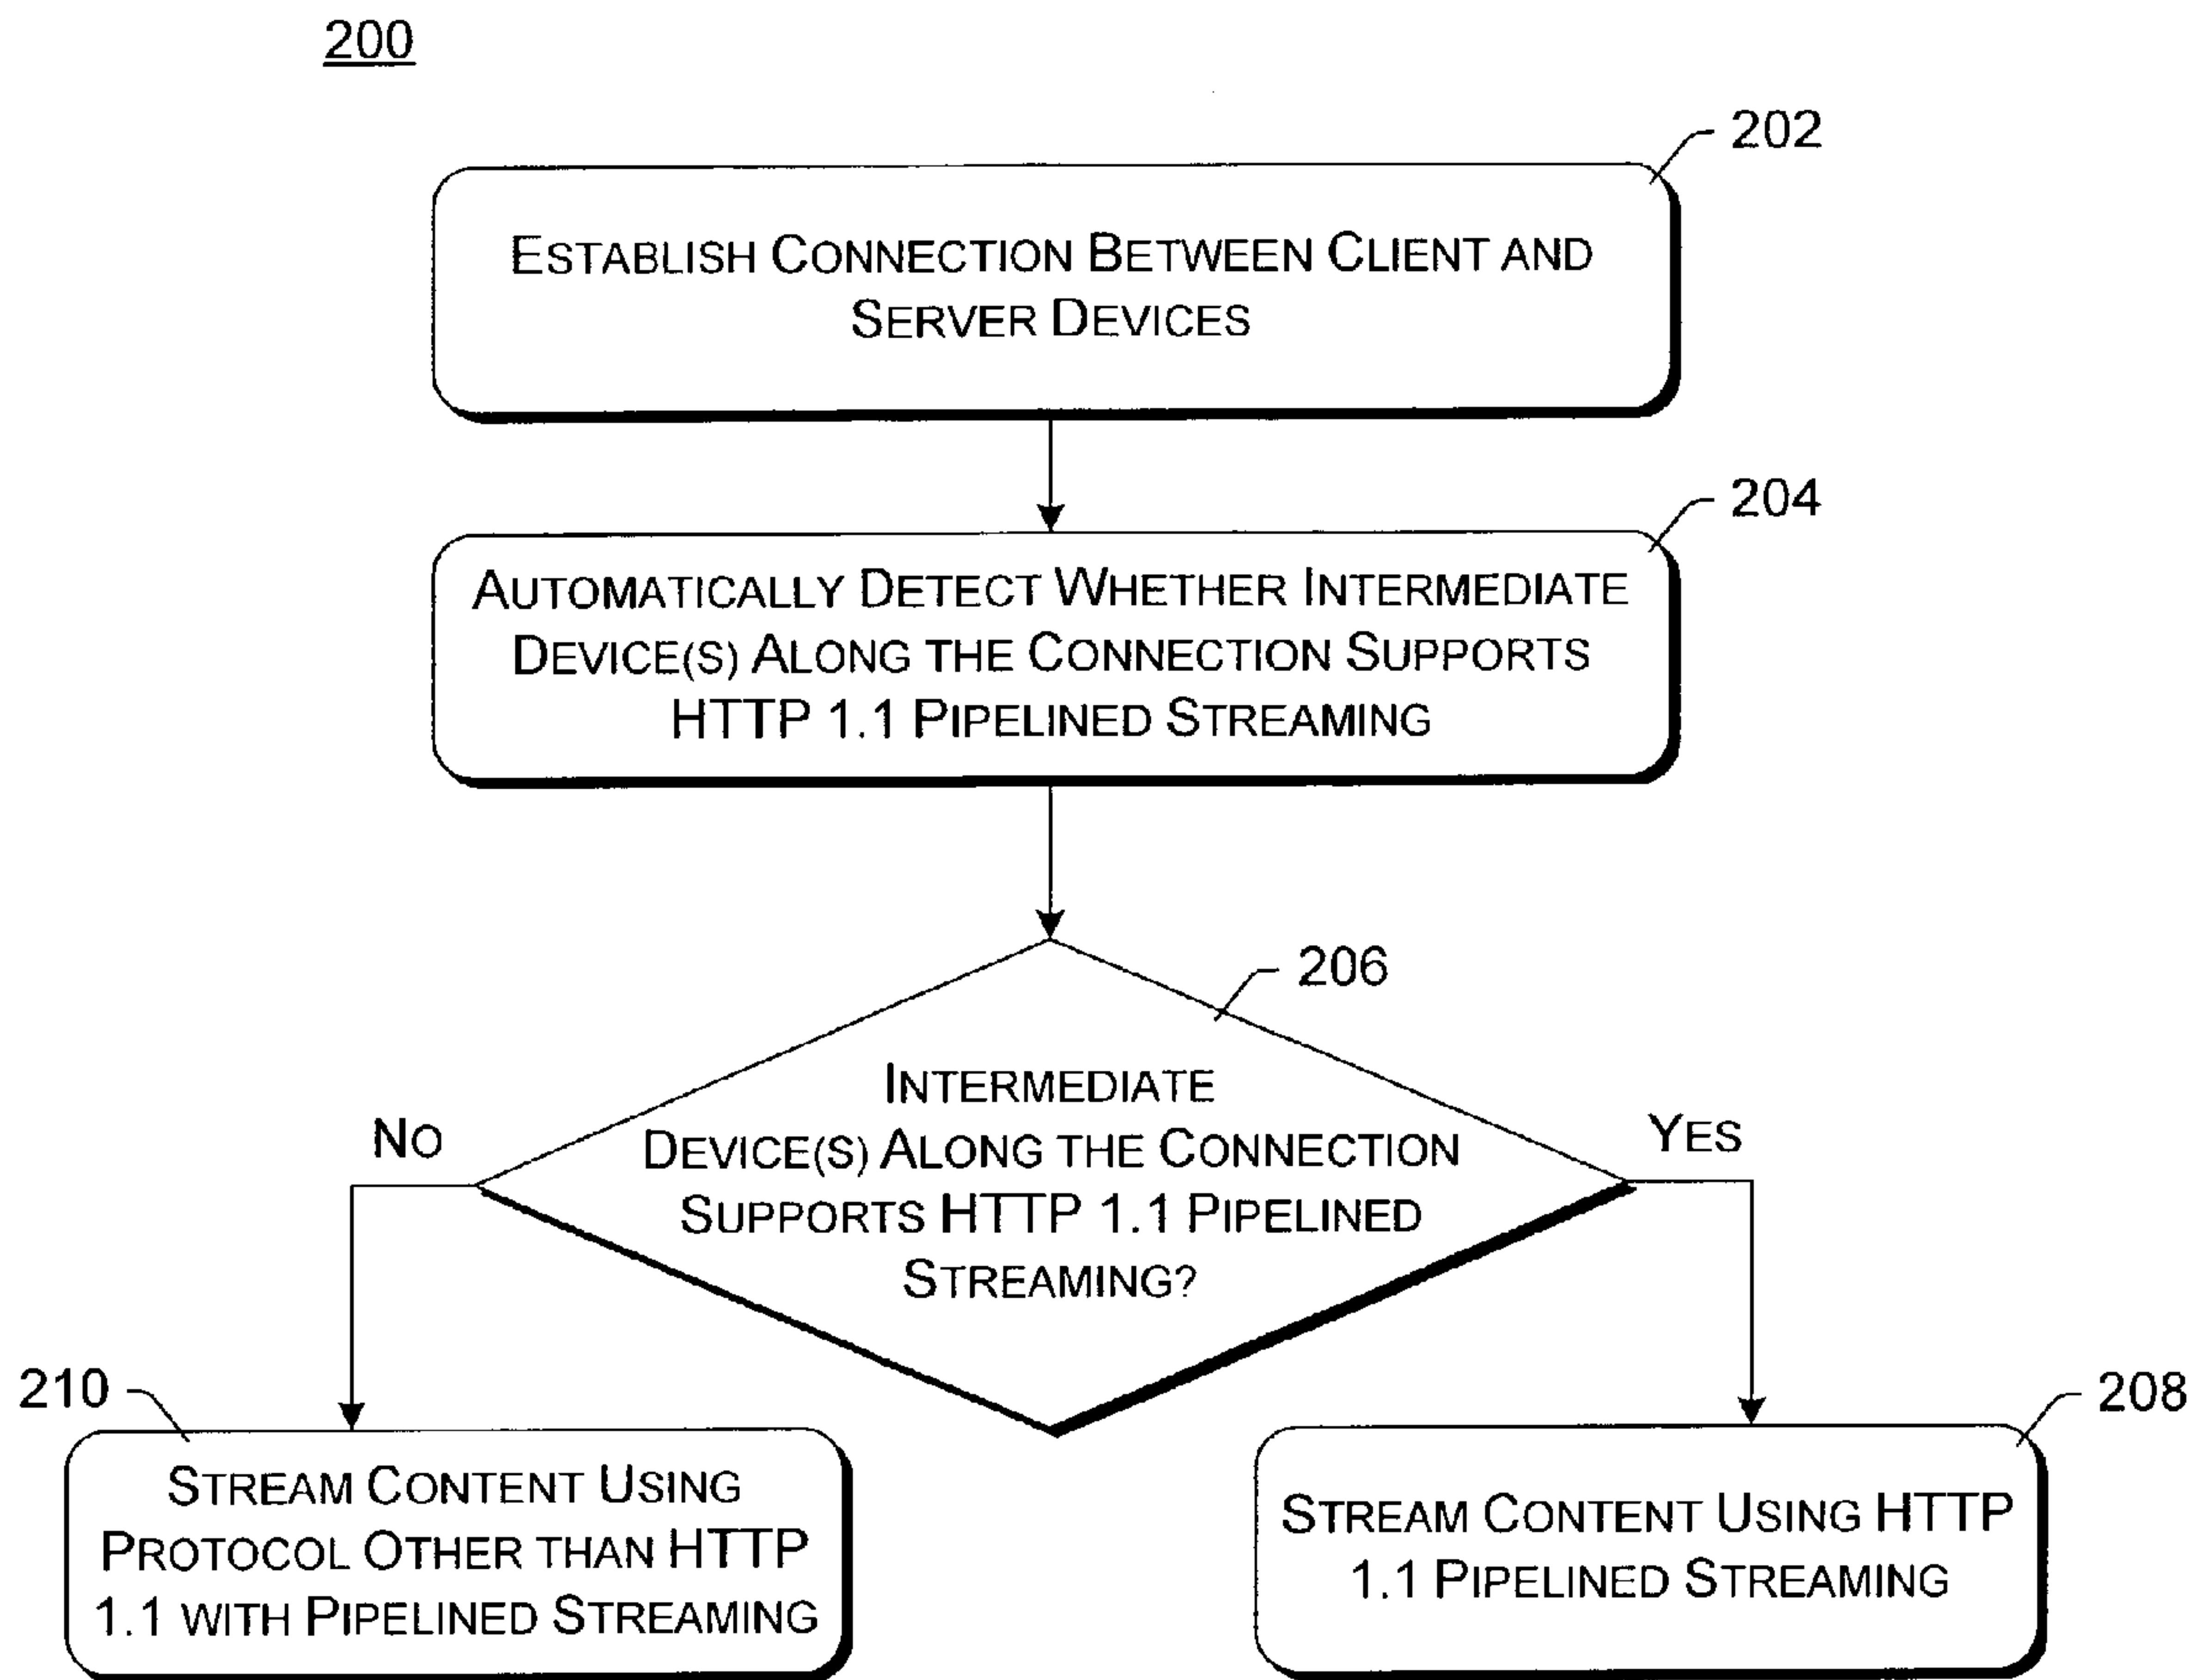 200
202
ESTABLISH CONNECTION BETWEEN CLIENT AND
SERVER DEVICES
204
AUTOMATICALLY DETECT WHETHER INTERMEDIATE
DEVICE(S) ALONG THE CONNECTION SUPPORTS
HTTP 1.1 PIPELINED STREAMING
206
INTERMEDIATE
DEVICE(S) ALONG THE CONNECTION
SUPPORTS HTTP 1.1 PIPELINED
STREAMING?
NO
YES
210
STREAM CONTENT USING
PROTOCOL OTHER THAN HTTP
1.1 WITH PIPELINED STREAMING
208
STREAM CONTENT USING HTTP
1.1 PIPELINED STREAMING